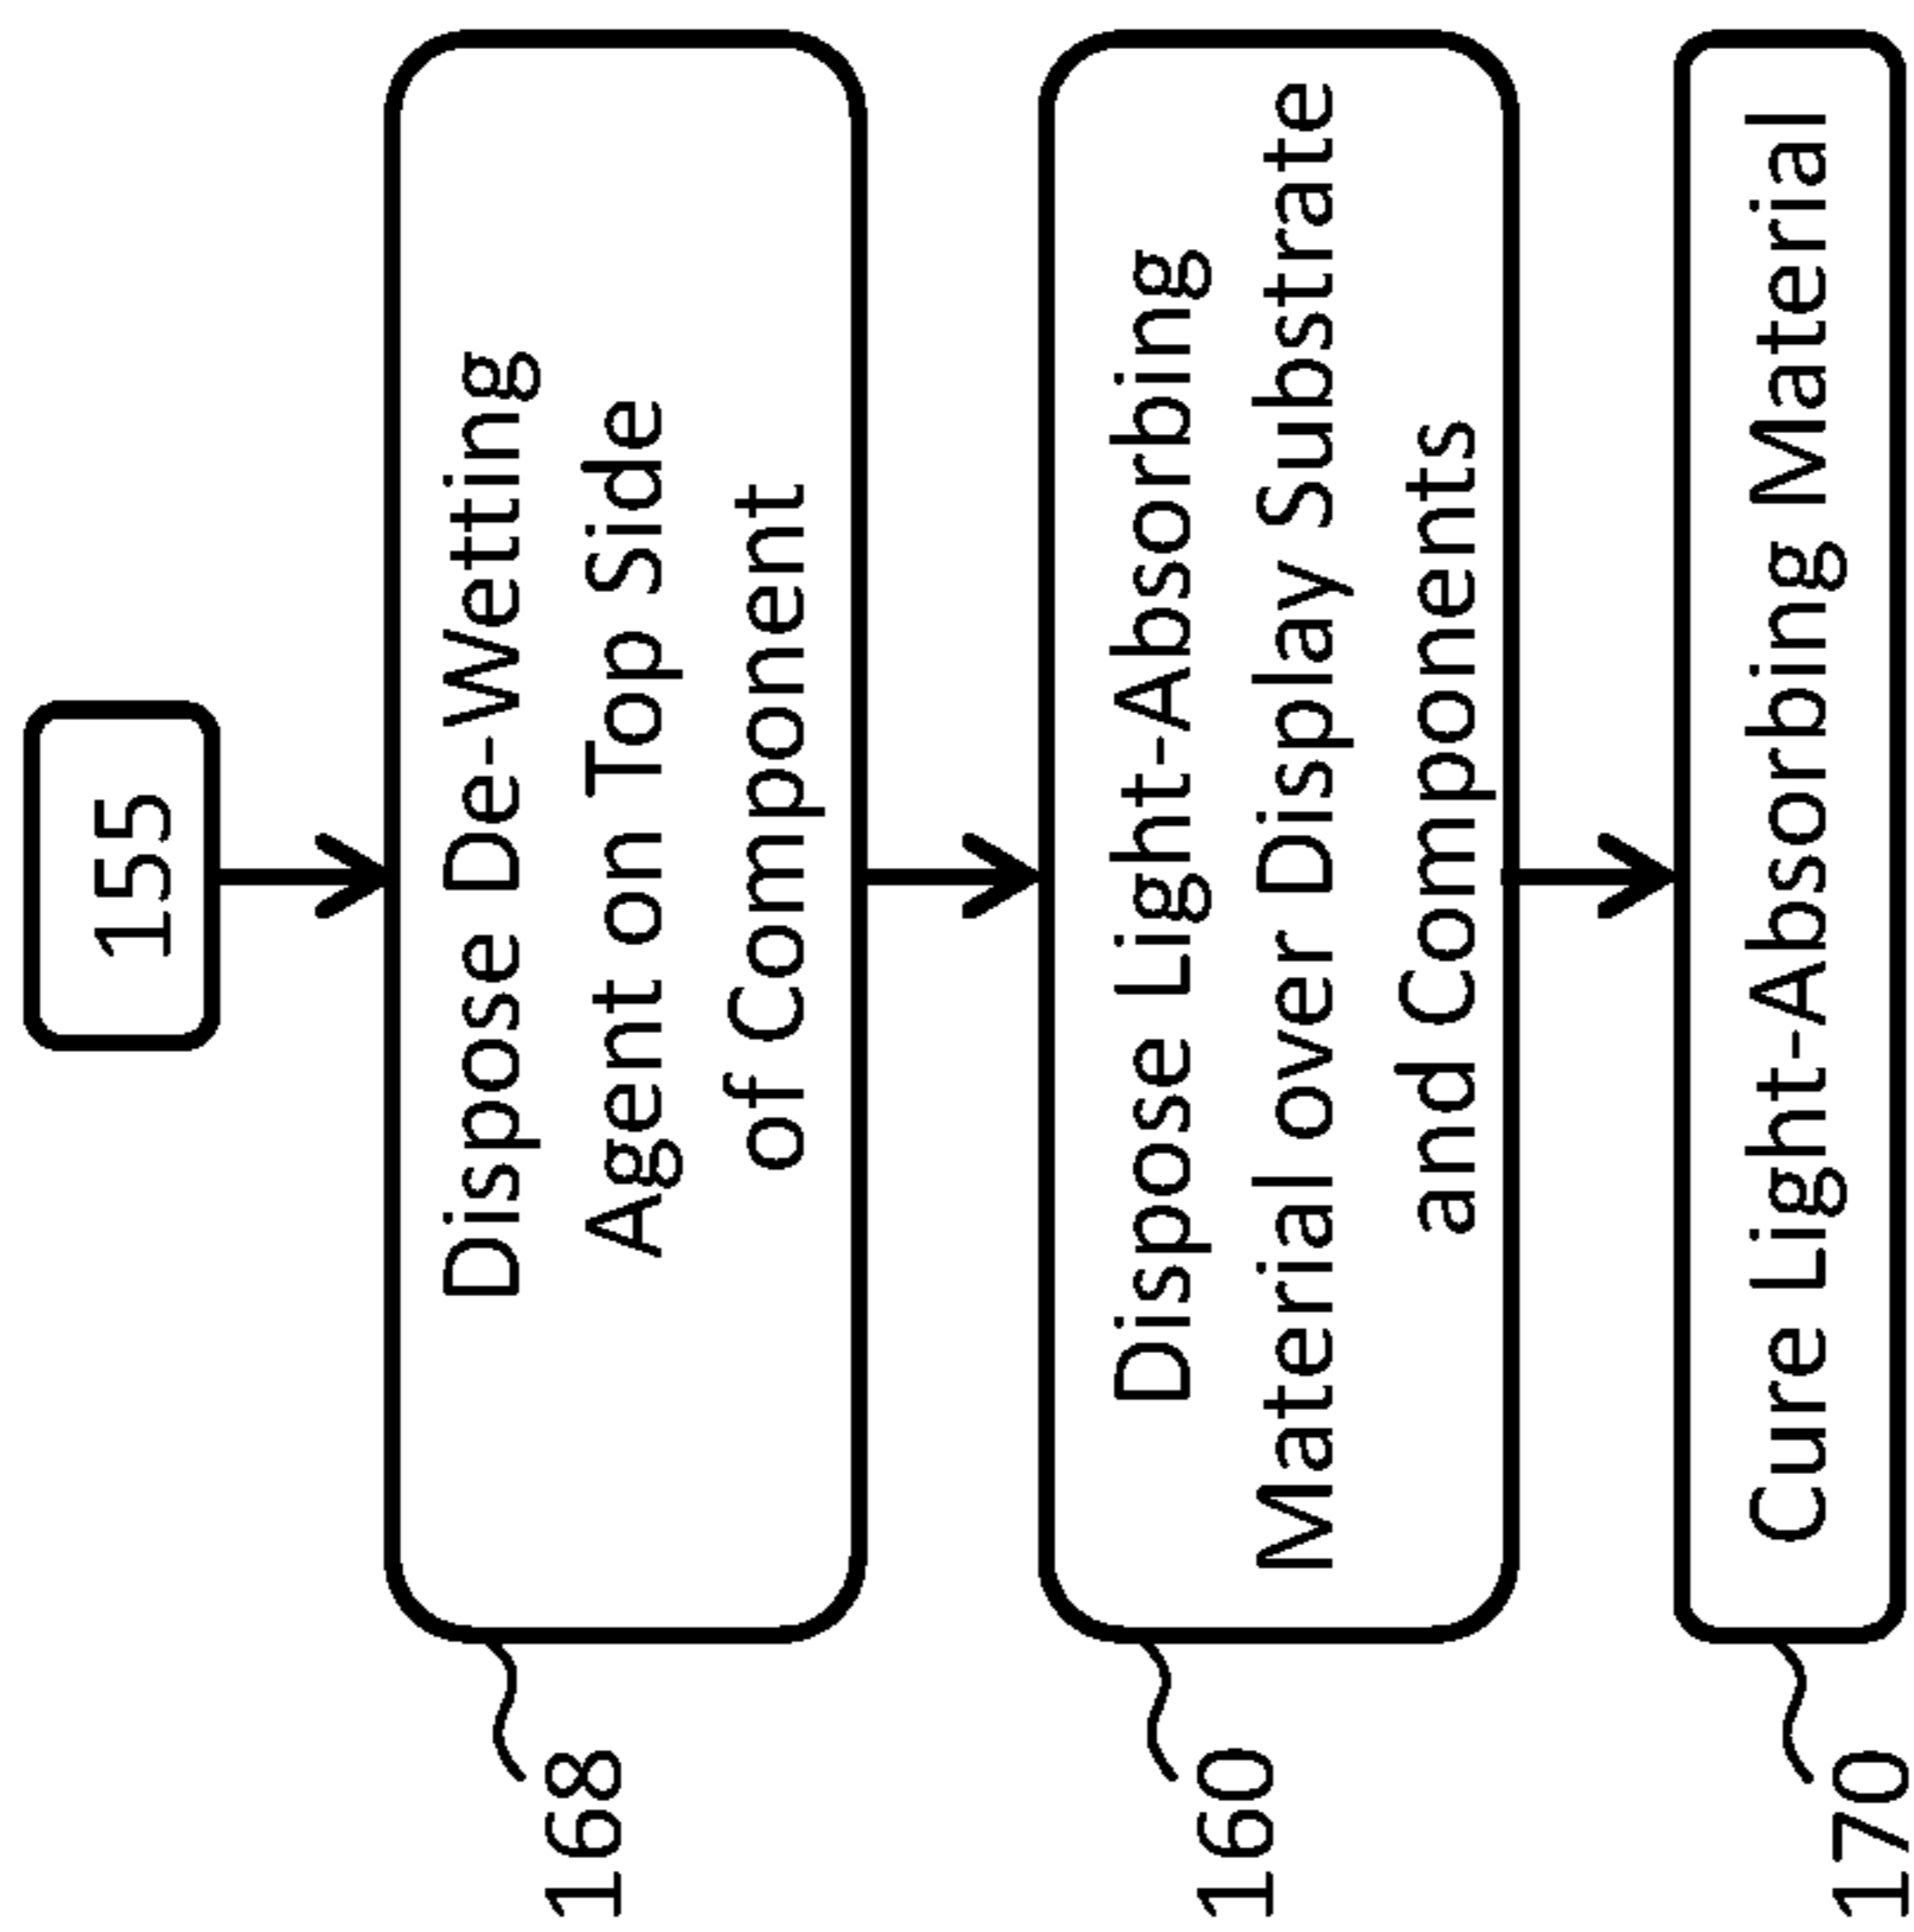 155
Dispose De-Wetting
Agent on Top Side
of Component
168
Dispose Light-Absorbing
Material over Display Substrate
and Components
160
Cure Light-Absorbing Material
170